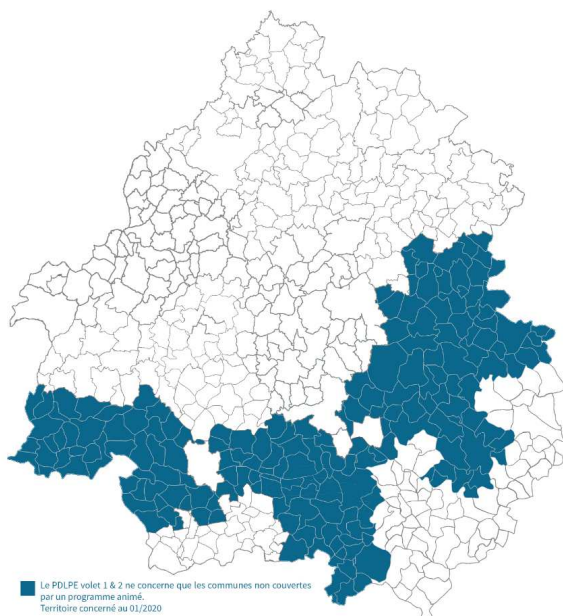 Le PDLPE volet 1 & 2 ne concerne que les communes non couvertes
par un programme animé.
Territoire concerné au 01/2020